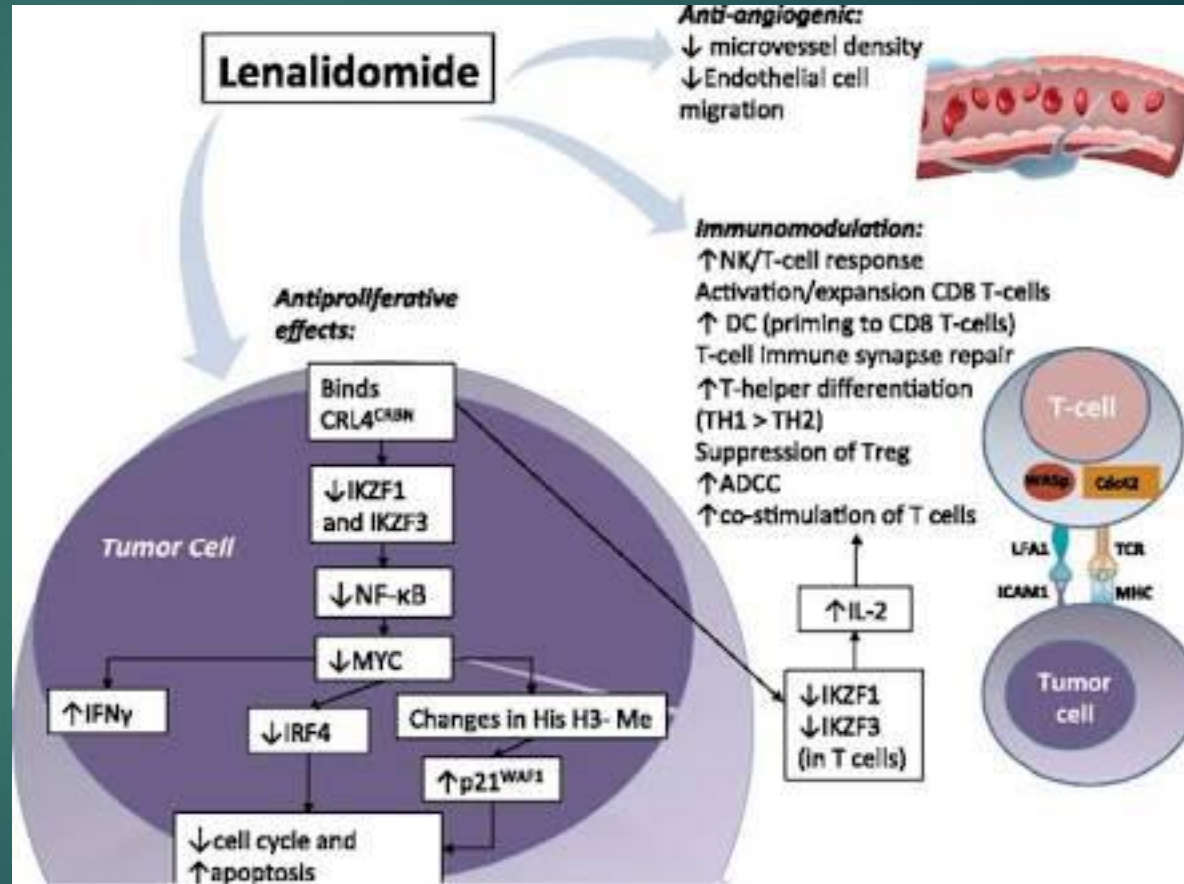 Lenalidomide
Anti-angiogenic:
↓ microvessel density
↓Endothelial cell
migration
Immunomodulation:
↑NK/T-cell response
Activation/expansion CD8 T-cells
↑ DC (priming to CD8 T-cells)
T-cell immune synapse repair
↑T-helper differentiation
(TH1 > TH2)
Suppression of Treg
↑ADCC
↑co-stimulation of T cells
Antiproliferative
effects:
Binds
CRL4ᶜᴿᴮᴺ
↓IKZF1
and IKZF3
Tumor Cell
↓NF-κB
↓MYC
↑IFNγ
↓IRF4
Changes in His H3- Me
↑p21ᵂᴬᶠ¹
↓cell cycle and
↑apoptosis
↑IL-2
↓IKZF1
↓IKZF3
(in T cells)
T-cell
WASp
Cdc42
LFA1
TCR
ICAM1
MHC
Tumor
cell